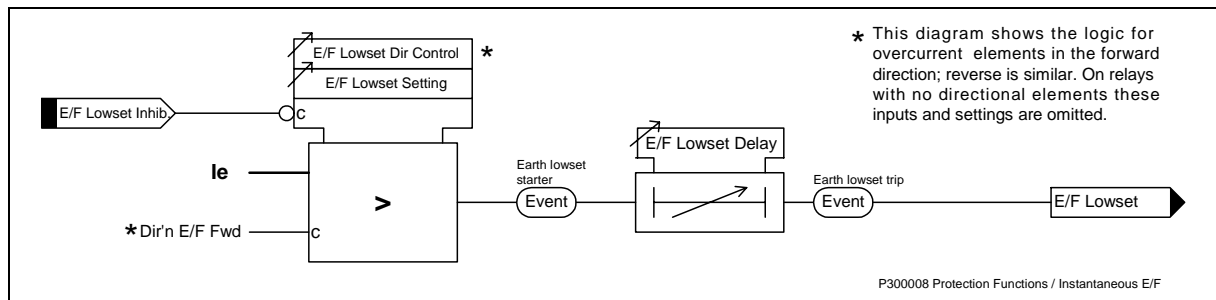 E/F Lowset Dir Control *
E/F Lowset Setting
E/F Lowset Inhib.
c
Ie
>
*Dir'n E/F Fwd
c
Earth lowset
starter
Event
E/F Lowset Delay
Earth lowset trip
Event
E/F Lowset
* This diagram shows the logic for
overcurrent elements in the forward
direction; reverse is similar. On relays
with no directional elements these
inputs and settings are omitted.
P300008 Protection Functions / Instantaneous E/F